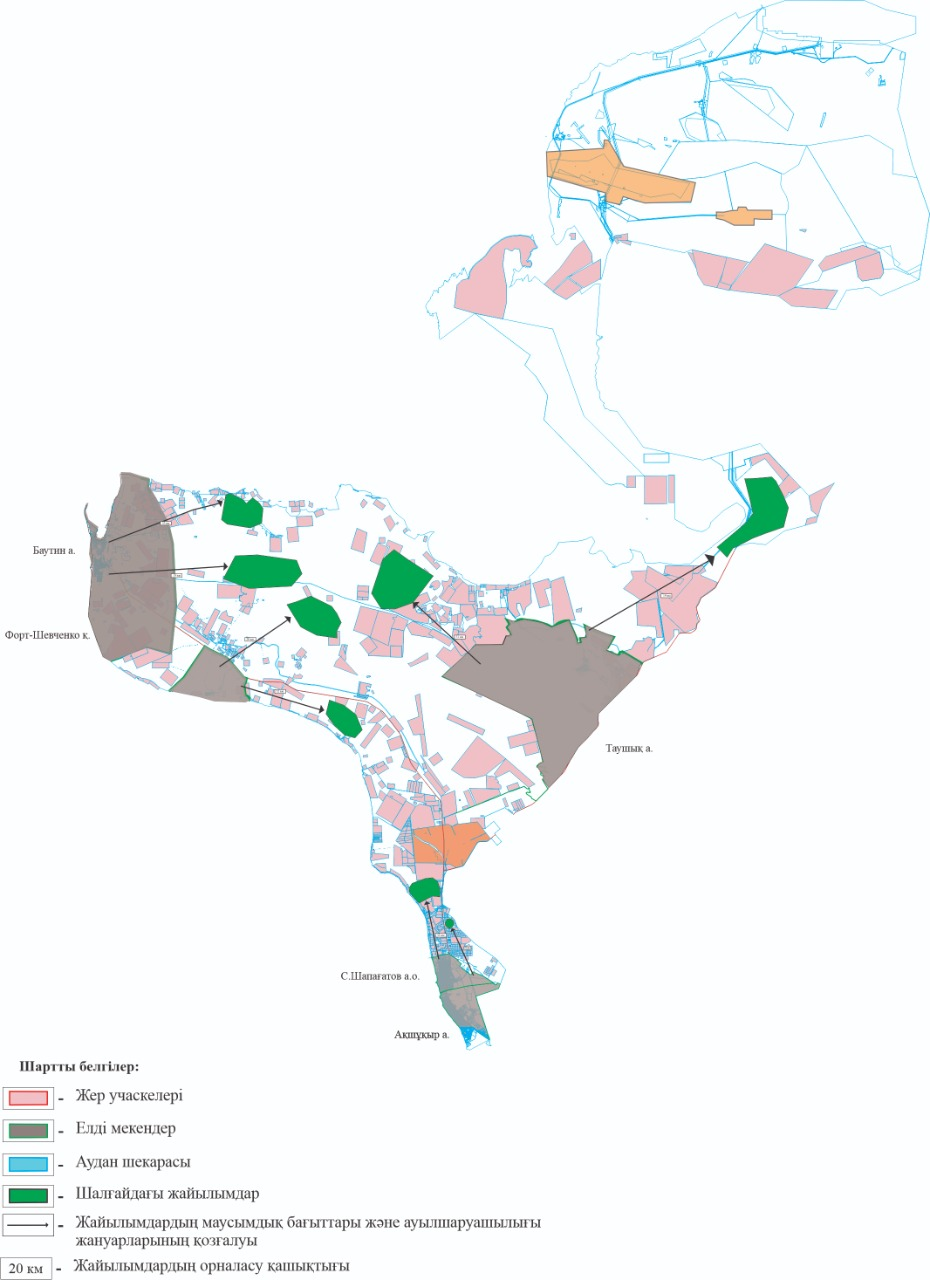 Баутин а.
Форт-Шевченко к.
Таушық а.
С.Шапағатов а.о.
Ақшұқыр а.
Шартты белгілер:
- Жер учаскелері
- Елді мекендер
- Аудан шекарасы
- Шалғайдағы жайылымдар
- Жайылымдардың маусымдық бағыттары және ауылшаруашылығы
жануарларының қозғалуы
20 км - Жайылымдардың орналасу қашықтығы